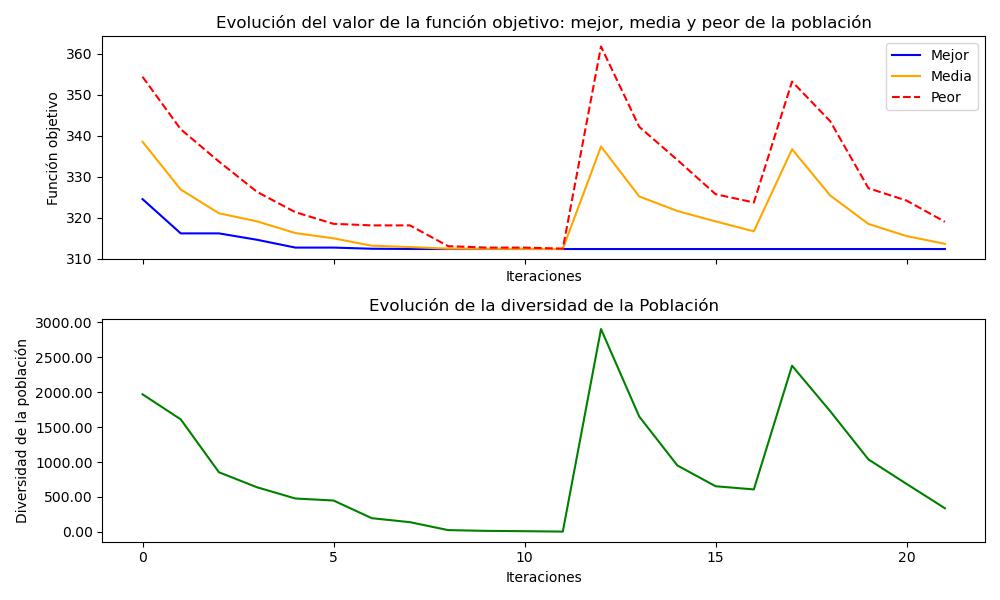 Evolución del valor de la función objetivo: mejor, media y peor de la población
Función objetivo
360
350
340
330
320
310
Mejor
Media
Peor
Iteraciones
Evolución de la diversidad de la Población
Diversidad de la población
3000.00
2500.00
2000.00
1500.00
1000.00
500.00
0.00
0 5 10 15 20
Iteraciones